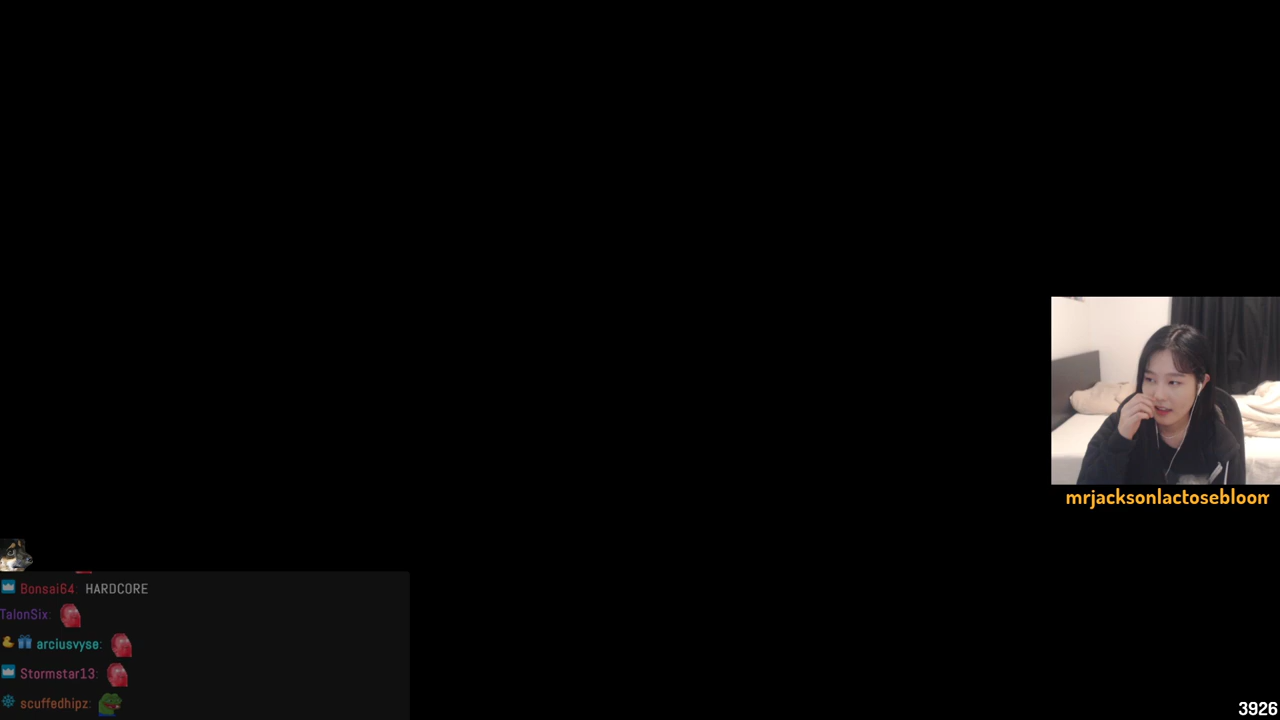 mrjacksonlactosebloom
Bonsai64: HARDCORE
TalonSix:
arciusvyse:
Stormstar13:
scuffedhipz:
3926